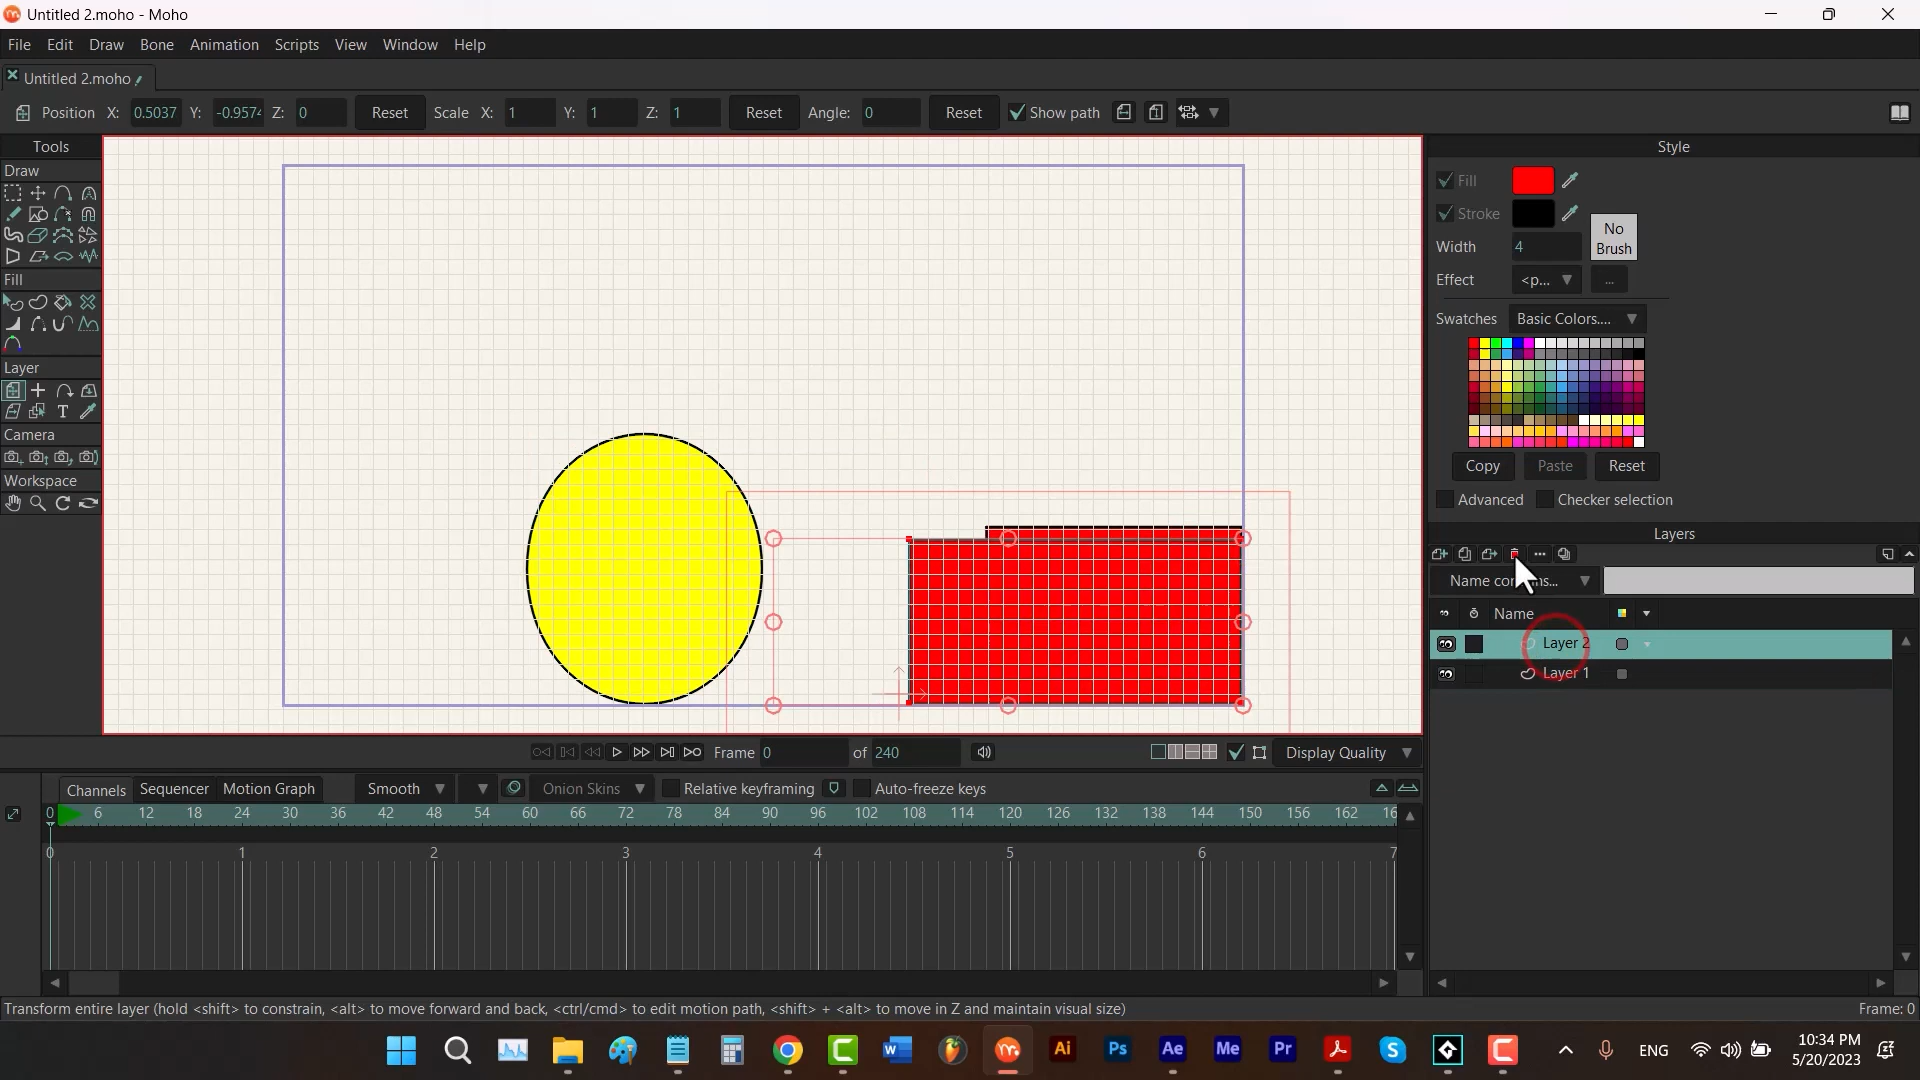 Untitled 2.moho - Moho
File Edit Draw Bone Animation Scripts View Window Help
Untitled 2.moho
Position X: 0.5037 Y: -0.9574 Z: 0 Reset Scale X: 1 Y: 1 Z: 1 Reset Angle: 0 Reset Show path
Tools
Draw
Fill
Layer
T
Camera
Workspace
Style
Fill
Stroke
No
Brush
Width 4
Effect <p... ...
Swatches Basic Colors....
Copy Paste Reset
Advanced Checker selection
Layers
Name
Layer 2
Layer 1
Frame 0 of 240 Display Quality
Channels Sequencer Motion Graph Smooth Onion Skins Relative keyframing Auto-freeze keys
0 6 12 18 24 30 36 42 48 54 60 66 72 78 84 90 96 102 108 114 120 126 132 138 144 150 156 162 16
0 1 2 3 4 5 6 7
Transform entire layer (hold <shift> to constrain, <alt> to move forward and back, <ctrl/cmd> to edit motion path, <shift> + <alt> to move in Z and maintain visual size) Frame: 0
Ai Ps Ae Me Pr
ENG
10:34 PM
5/20/2023